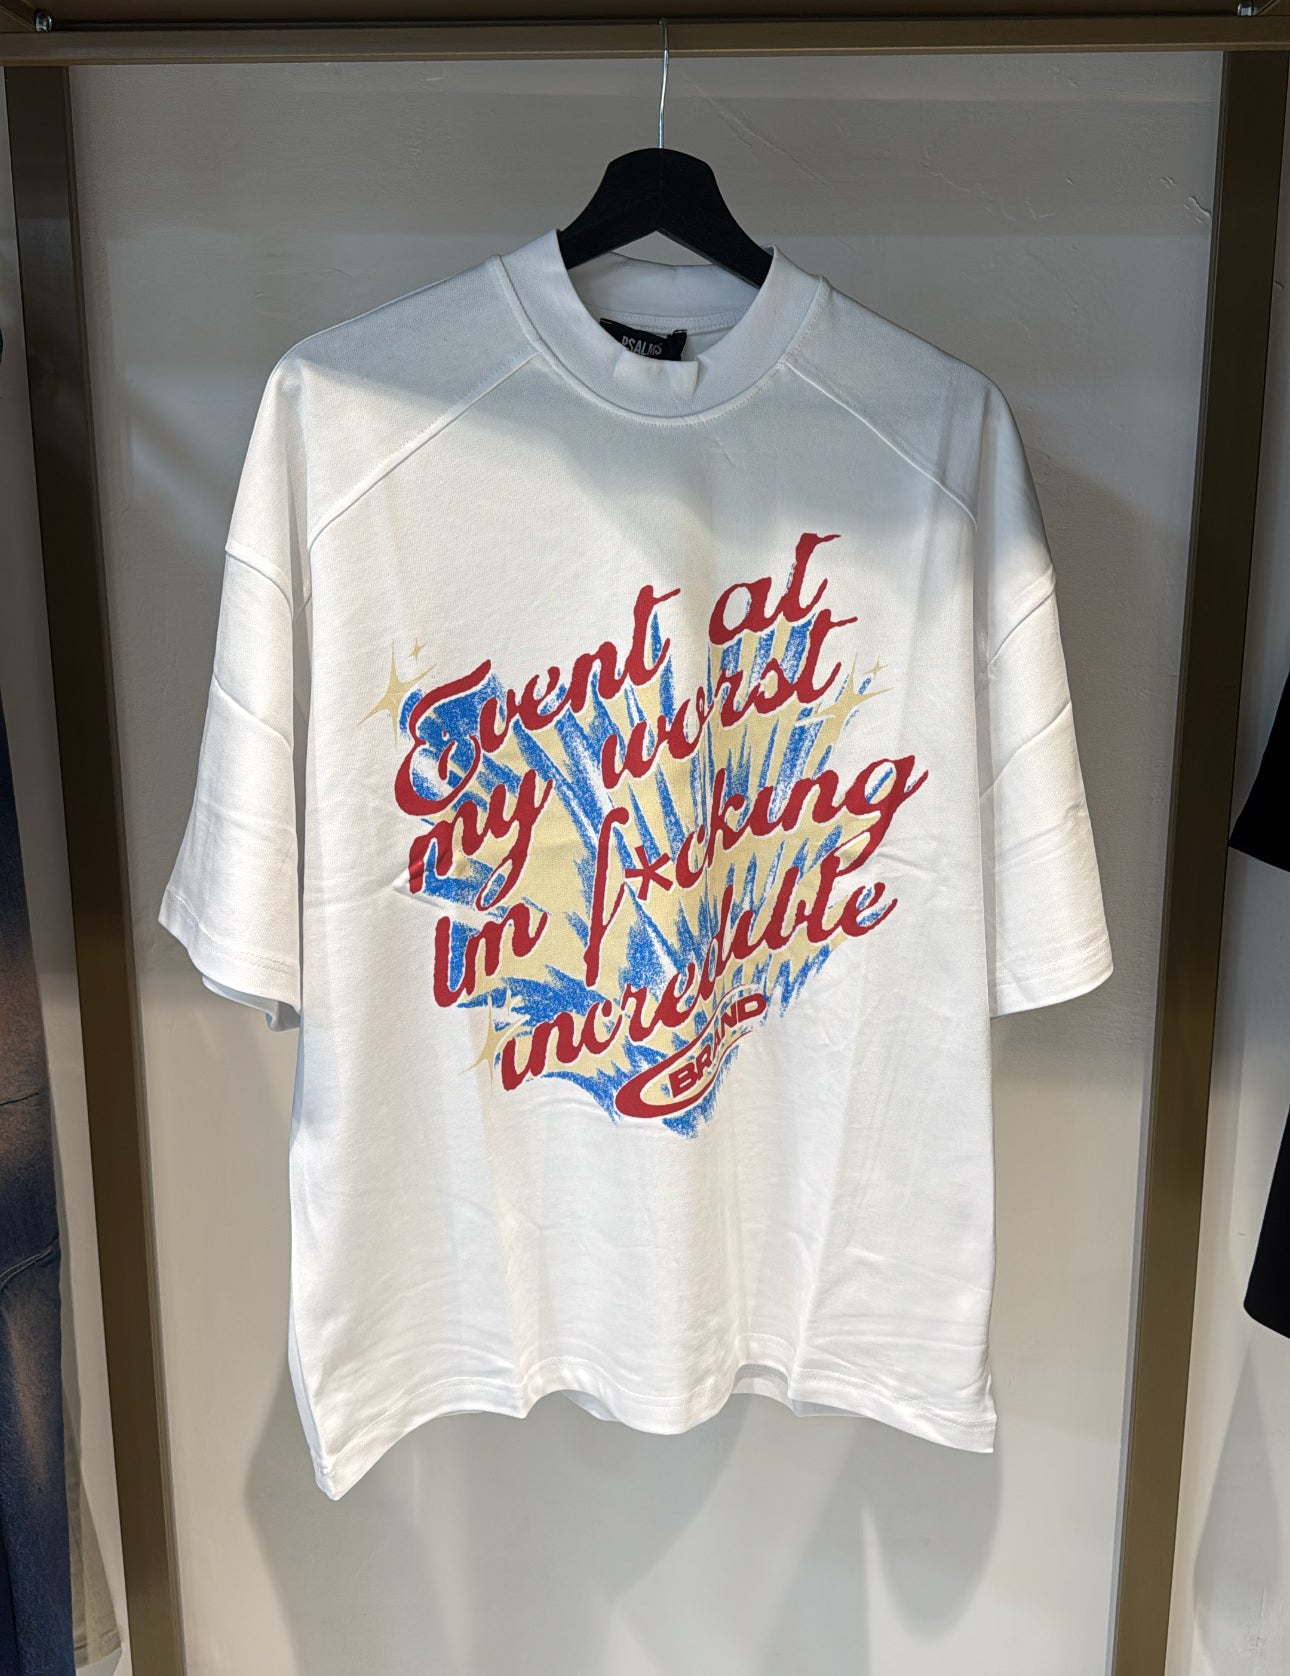 PSALMS
Event at
my worst
Im f*cking
incredible
BRAND